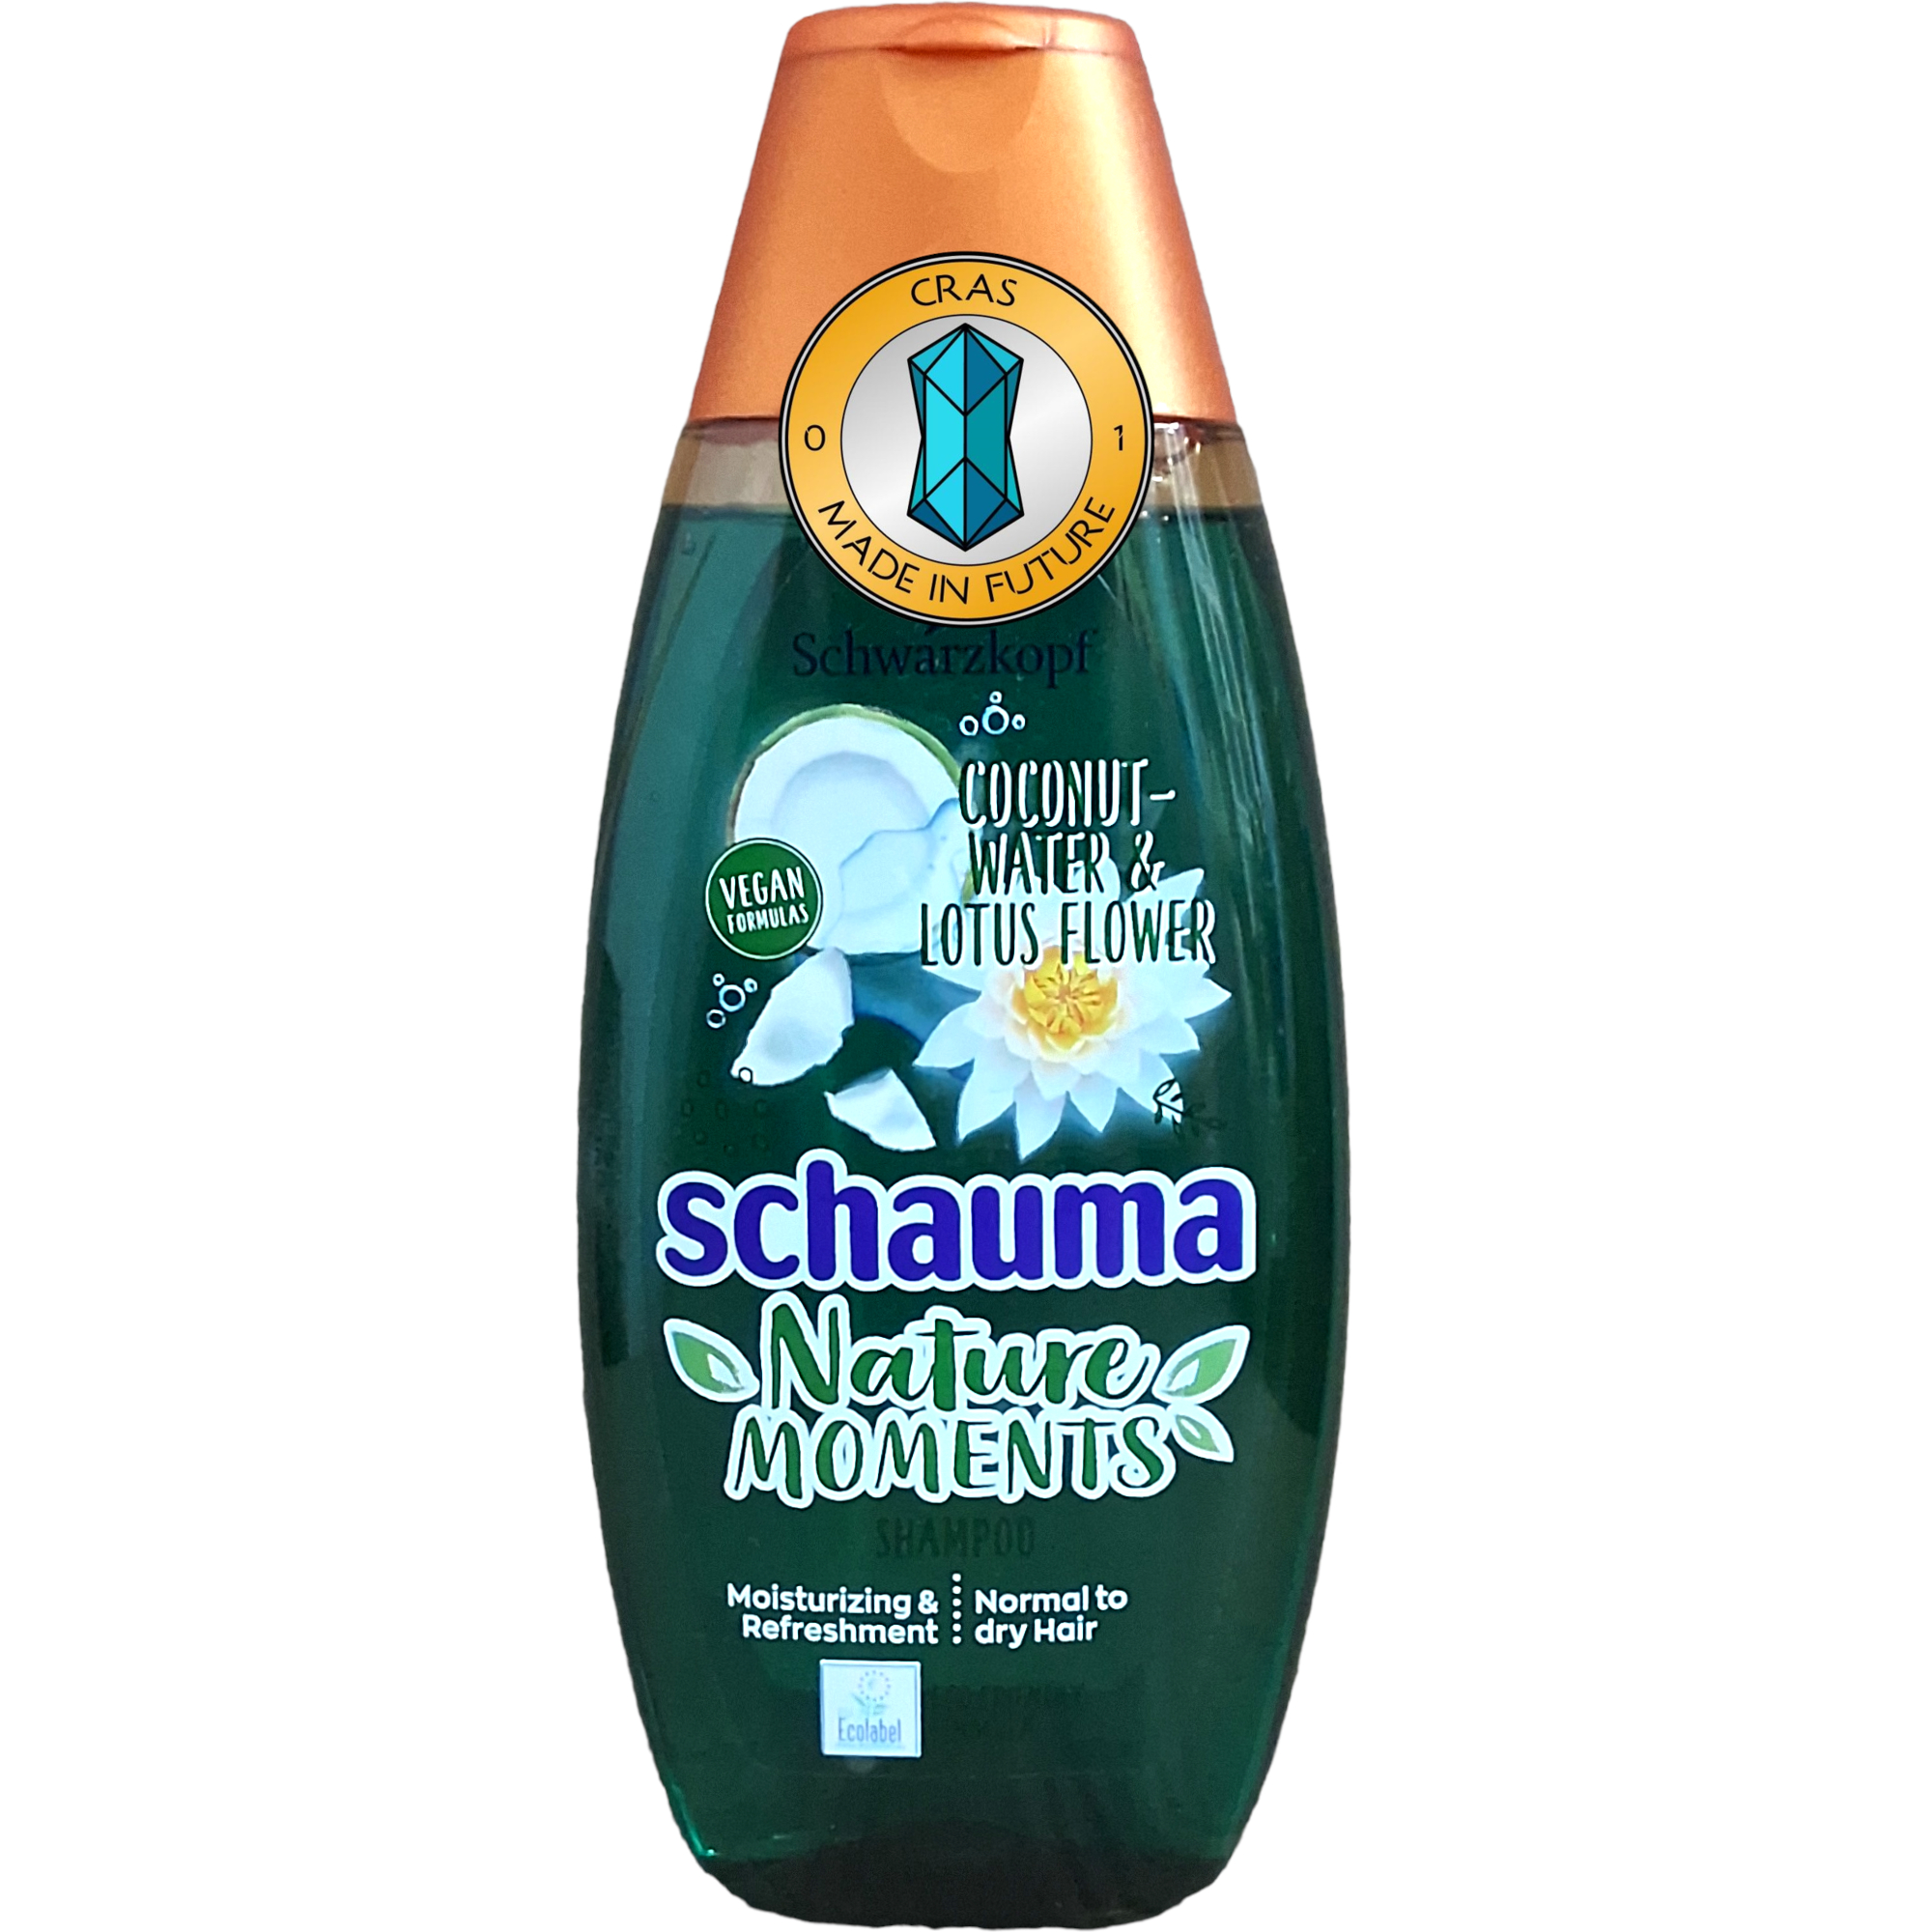 CRAS
0 1
MADE IN FUTURE
Schwarzkopf
COCONUT-
WATER &
LOTUS FLOWER
VEGAN
FORMULAS
schauma
Nature
MOMENTS
SHAMPOO
Moisturizing & Normal to
Refreshment dry Hair
Ecolabel